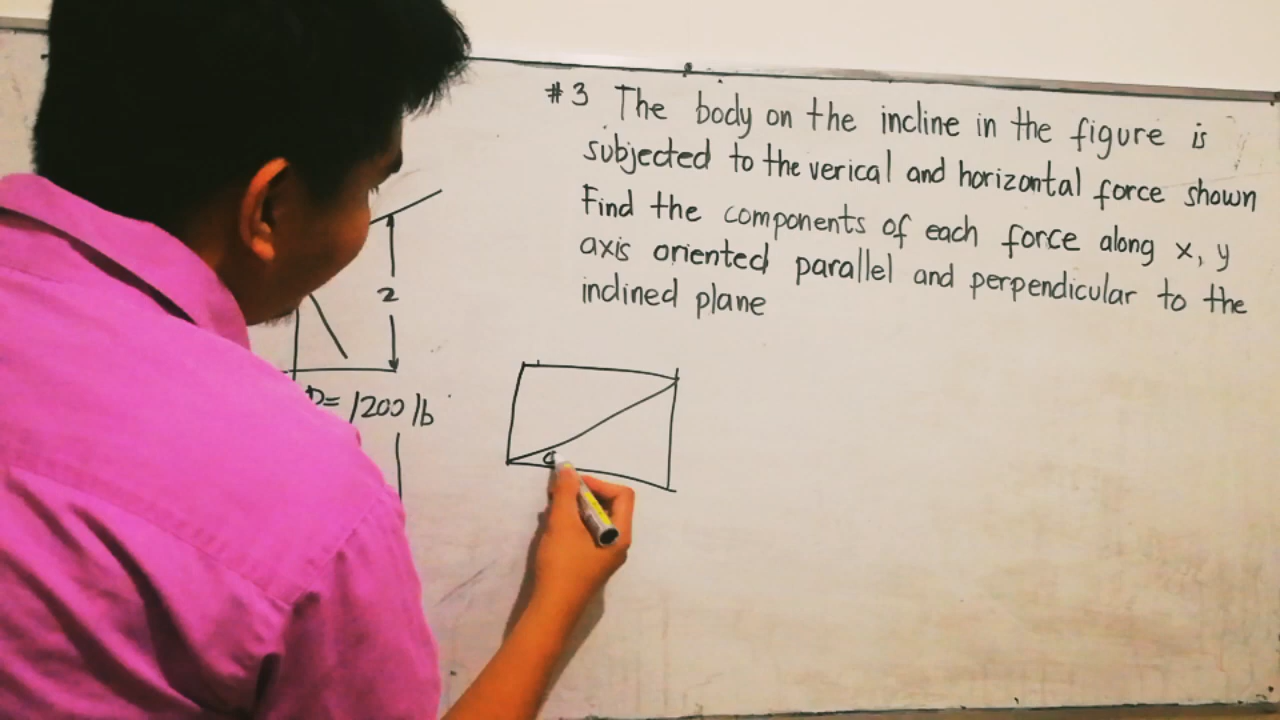 #3 The body on the incline in the figure is
subjected to the verical and horizontal force shown
Find the components of each force along x, y
axis oriented parallel and perpendicular to the
inclined plane
2
P= 1200 lb